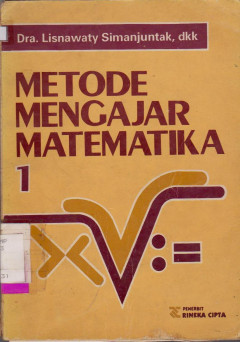 Dra. Lisnawaty Simanjuntak, dkk
METODE
MENGAJAR
MATEMATIKA
1
PENERBIT
RINEKA CIPTA